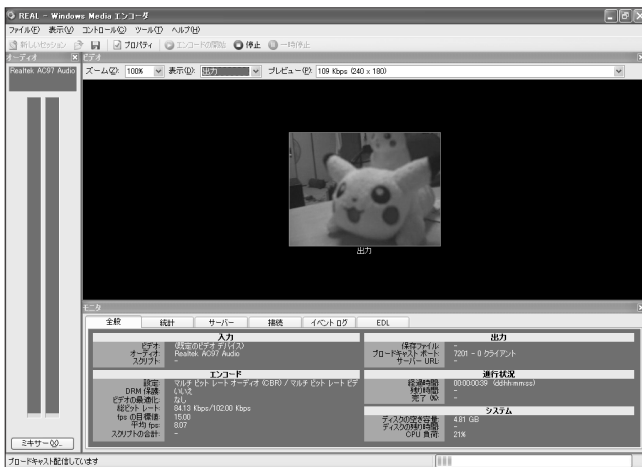 REAL - Windows Media エンコーダ
ファイル(F) 表示(V) コントロール(C) ツール(T) ヘルプ(H)
新しいセッション プロパティ エンコードの開始 停止 一時停止
オーディオ ビデオ
Realtek AC97 Audio
ズーム(Z): 100% 表示(D): 出力 プレビュー(P): 109 Kbps (240 x 180)
出力
モニタ
全般 統計 サーバー 接続 イベント ログ EDL
入力
ビデオ: (既定のビデオ デバイス)
オーディオ: Realtek AC97 Audio
スクリプト: -
エンコード
設定: マルチ ビット レート オーディオ (CBR) / マルチ ビット レート ビデ
DRM 保護: いいえ
ビデオの最適化: なし
総ビット レート: 84.13 Kbps/102.00 Kbps
fps の目標値: 15.00
平均 fps: 8.07
スクリプトの合計: -
出力
保存ファイル: -
ブロードキャスト ポート: 7201 - 0 クライアント
サーバー URL: -
進行状況
経過時間: 00:00:00:39 (dd:hh:mm:ss)
残り時間: -
完了 (%): -
システム
ディスクの空き容量: 4.81 GB
ディスクの残り時間: -
CPU 負荷: 21%
ミキサー(X)...
ブロードキャスト配信しています